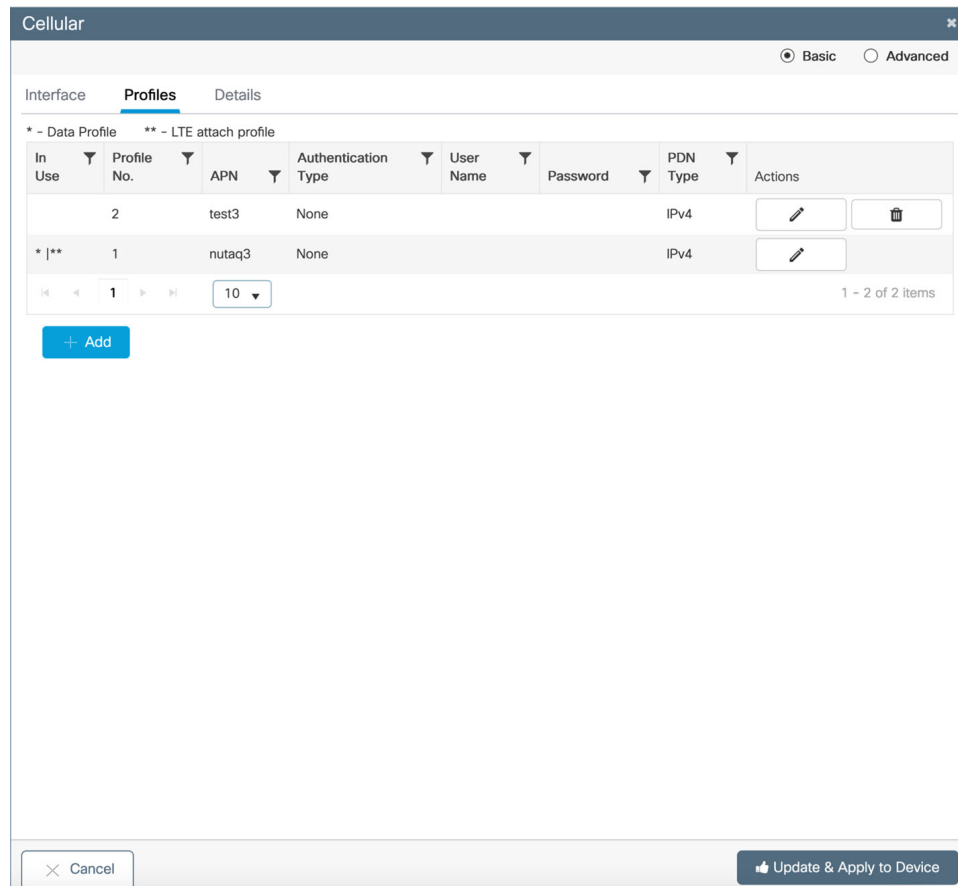 Cellular
Basic Advanced
Interface Profiles Details
* - Data Profile ** - LTE attach profile
In Use Profile No. APN Authentication Type User Name Password PDN Type Actions
2 test3 None IPv4
* |** 1 nutaq3 None IPv4
1 10 1 - 2 of 2 items
+ Add
Cancel Update & Apply to Device